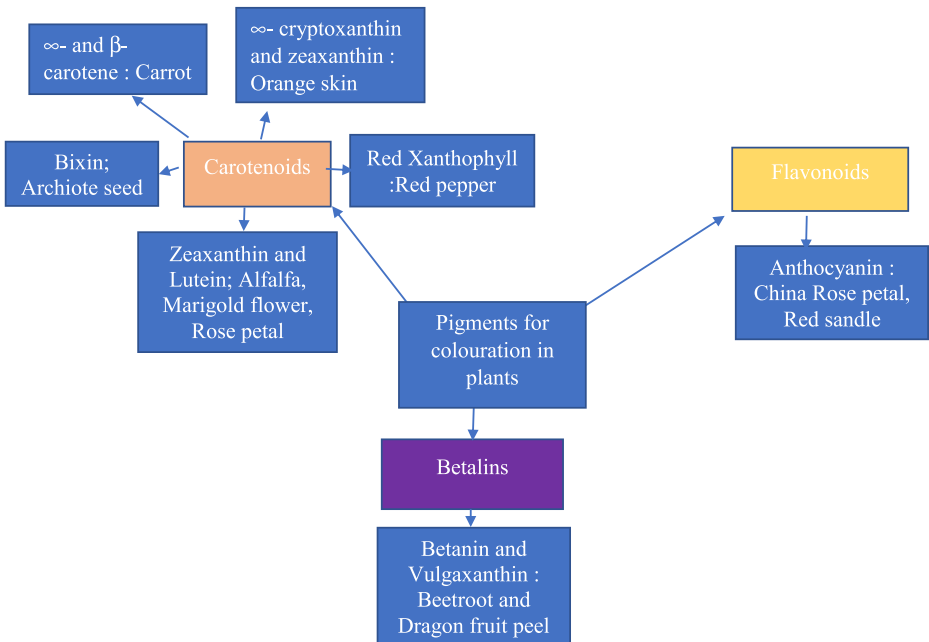 ∞- and β-
carotene : Carrot
∞- cryptoxanthin
and zeaxanthin :
Orange skin
Bixin;
Archiote seed
Carotenoids
Red Xanthophyll
:Red pepper
Flavonoids
Zeaxanthin and
Lutein; Alfalfa,
Marigold flower,
Rose petal
Anthocyanin :
China Rose petal,
Red sandle
Pigments for
colouration in
plants
Betalins
Betanin and
Vulgaxanthin :
Beetroot and
Dragon fruit peel